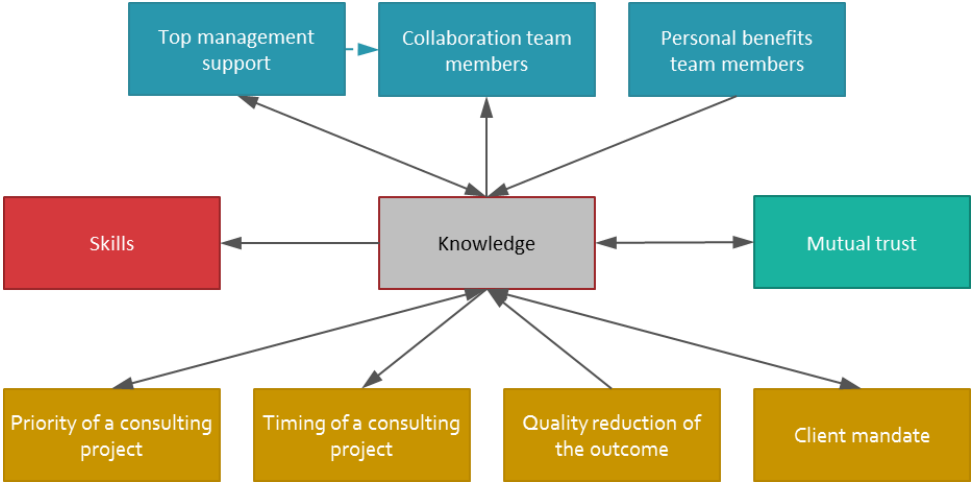 Top management
support
Collaboration team
members
Personal benefits
team members
Skills
Knowledge
Mutual trust
Priority of a consulting
project
Timing of a consulting
project
Quality reduction of
the outcome
Client mandate